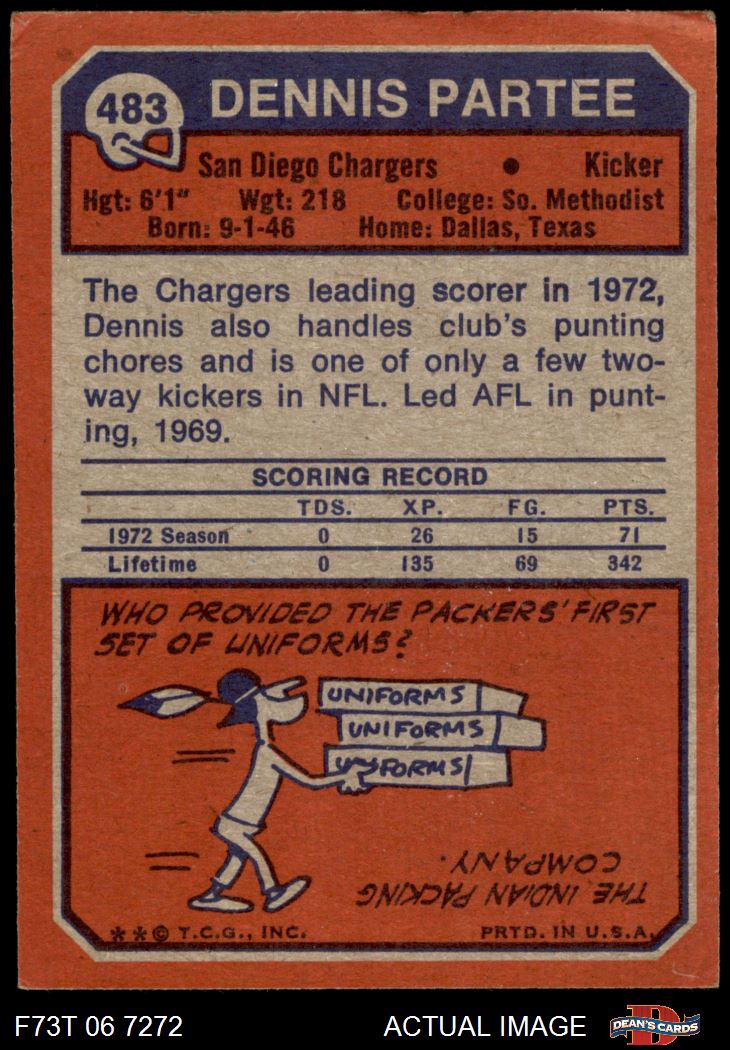 483 DENNIS PARTEE
San Diego Chargers • Kicker
Hgt: 6'1" Wgt: 218 College: So. Methodist
Born: 9-1-46 Home: Dallas, Texas
The Chargers leading scorer in 1972,
Dennis also handles club's punting
chores and is one of only a few two-
way kickers in NFL. Led AFL in punt-
ing, 1969.
SCORING RECORD
TDS. XP. FG. PTS.
1972 Season 0 26 15 71
Lifetime 0 135 69 342
WHO PROVIDED THE PACKERS' FIRST
SET OF UNIFORMS?
UNIFORMS
UNIFORMS
UNIFORMS
THE INDIAN PACKING
COMPANY.
**© T.C.G., INC. PRTD. IN U.S.A.
F73T 06 7272 ACTUAL IMAGE DEAN'S CARDS